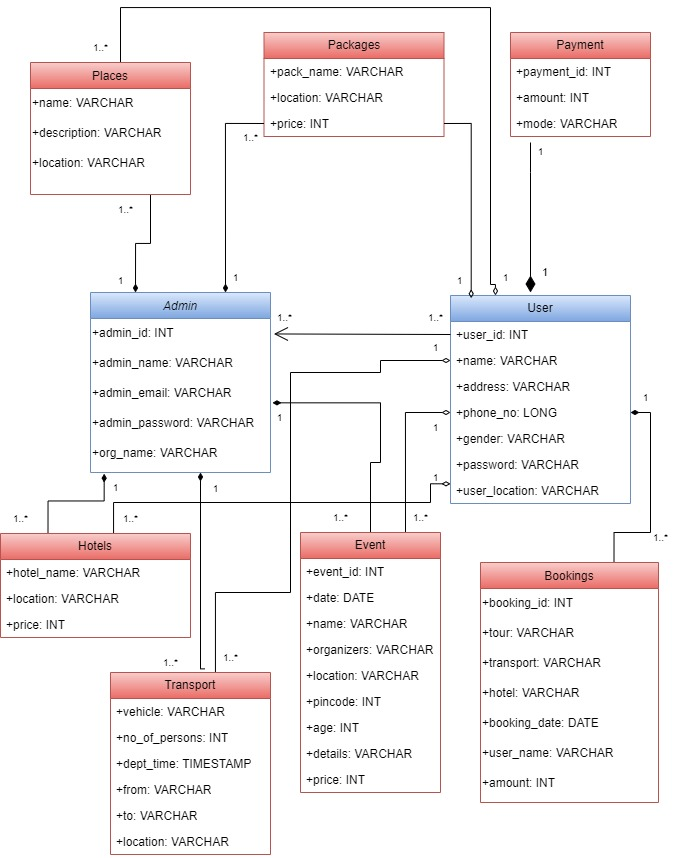 1..*
Places
+name: VARCHAR
+description: VARCHAR
+location: VARCHAR
1..*
Packages
+pack_name: VARCHAR
+location: VARCHAR
+price: INT
1..*
Payment
+payment_id: INT
+amount: INT
+mode: VARCHAR
1
1
1
1
1
1
Admin
+admin_id: INT
+admin_name: VARCHAR
+admin_email: VARCHAR
+admin_password: VARCHAR
+org_name: VARCHAR
1..*
1..*
1
1
1
1
User
+user_id: INT
+name: VARCHAR
+address: VARCHAR
+phone_no: LONG
+gender: VARCHAR
+password: VARCHAR
+user_location: VARCHAR
1
1
1
1..*
1..*
1..*
1..*
1..*
Hotels
+hotel_name: VARCHAR
+location: VARCHAR
+price: INT
1..*
1..*
Transport
+vehicle: VARCHAR
+no_of_persons: INT
+dept_time: TIMESTAMP
+from: VARCHAR
+to: VARCHAR
+location: VARCHAR
Event
+event_id: INT
+date: DATE
+name: VARCHAR
+organizers: VARCHAR
+location: VARCHAR
+pincode: INT
+age: INT
+details: VARCHAR
+price: INT
Bookings
+booking_id: INT
+tour: VARCHAR
+transport: VARCHAR
+hotel: VARCHAR
+booking_date: DATE
+user_name: VARCHAR
+amount: INT